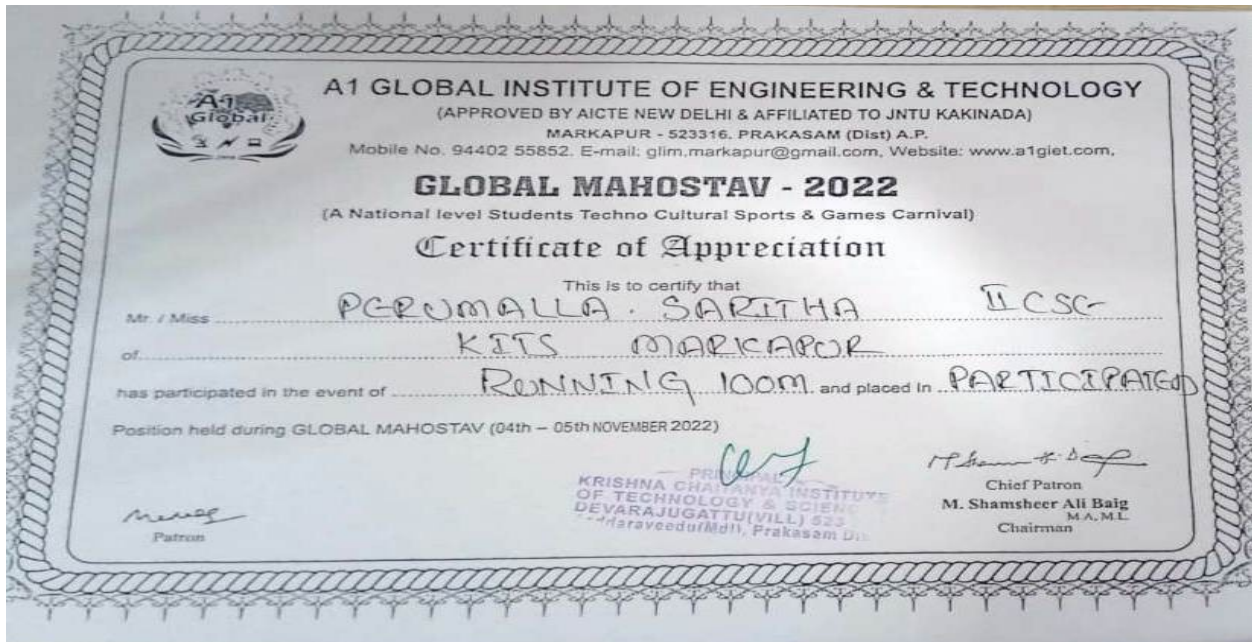 A1
Global
A1 GLOBAL INSTITUTE OF ENGINEERING & TECHNOLOGY
(APPROVED BY AICTE NEW DELHI & AFFILIATED TO JNTU KAKINADA)
MARKAPUR - 523316. PRAKASAM (Dist) A.P.
Mobile No. 94402 55852. E-mail: glim.markapur@gmail.com, Website: www.a1giet.com,
GLOBAL MAHOSTAV - 2022
(A National level Students Techno Cultural Sports & Games Carnival)
Certificate of Appreciation
This is to certify that
Mr. / Miss PERUMALLA . SARITHA II CSE
of KITS MARKAPUR
has participated in the event of RUNNING 100M and placed in PARTICIPATED
Position held during GLOBAL MAHOSTAV (04th – 05th NOVEMBER 2022)
PRINCIPAL
KRISHNA CHAITANYA INSTITUTE
OF TECHNOLOGY & SCIENC
DEVARAJUGATTU(VILL) 523
Prakasam
Patron
Chief Patron
M. Shamsheer Ali Baig
M.A, M.L
Chairman